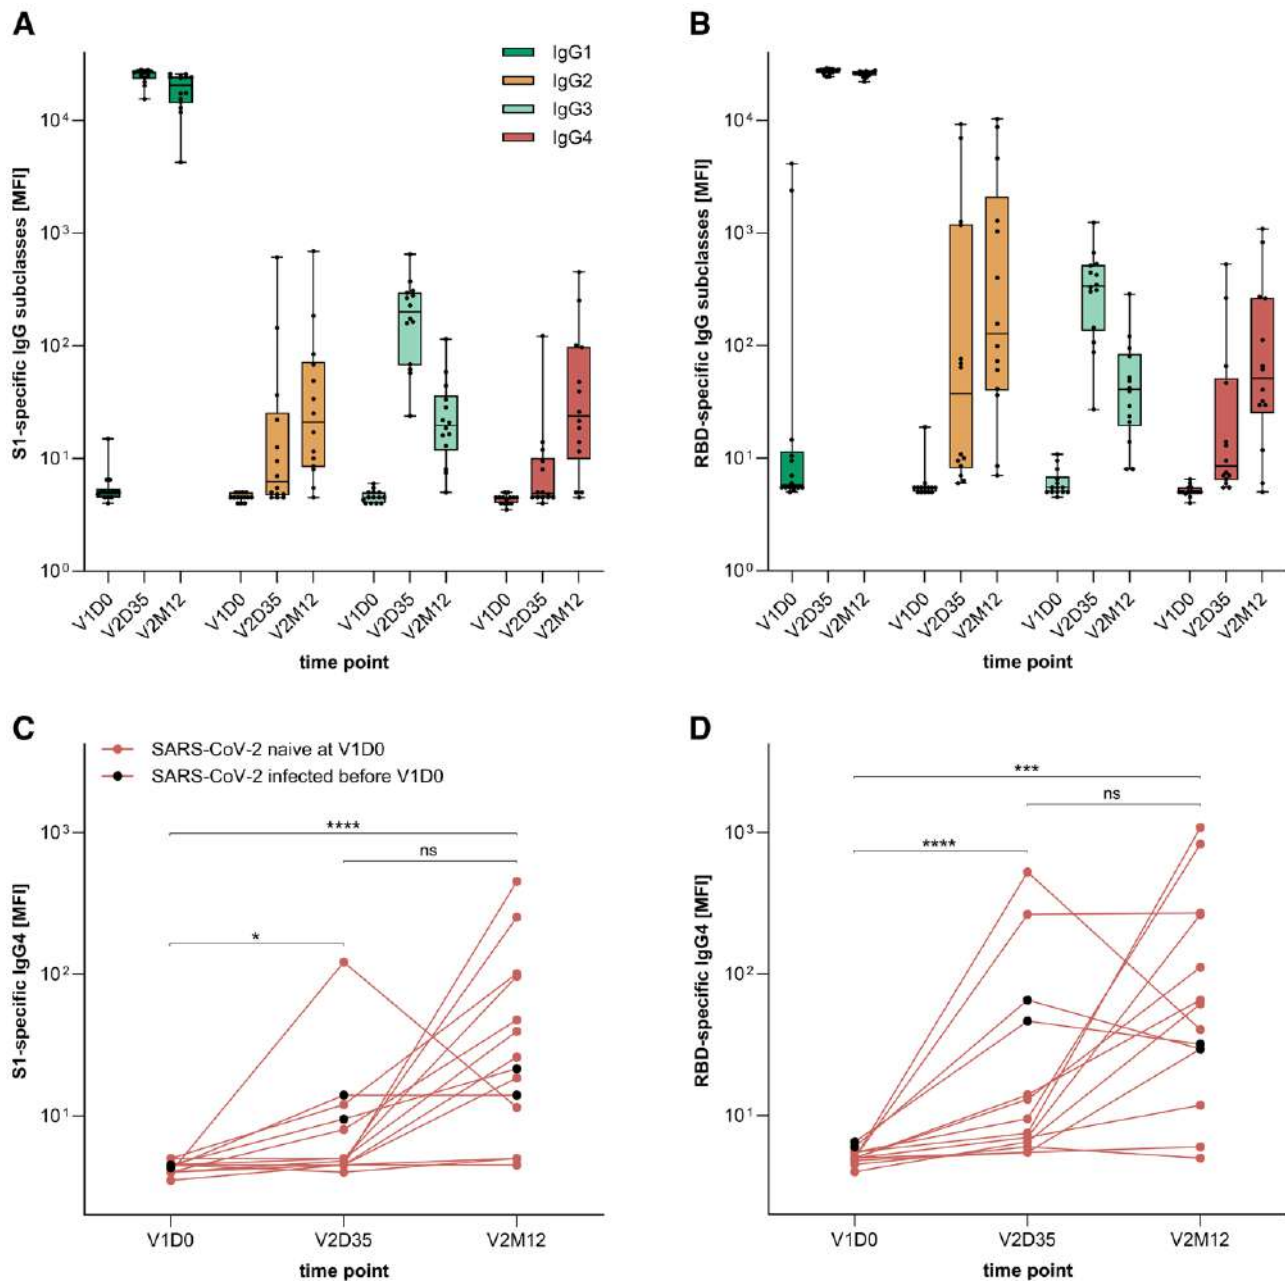 A
IgG1
IgG2
IgG3
IgG4
S1-specific IgG subclasses [MFI]
10⁴
10³
10²
10¹
10⁰
V1D0 V2D35 V2M12 V1D0 V2D35 V2M12 V1D0 V2D35 V2M12 V1D0 V2D35 V2M12
time point
B
RBD-specific IgG subclasses [MFI]
10⁴
10³
10²
10¹
10⁰
V1D0 V2D35 V2M12 V1D0 V2D35 V2M12 V1D0 V2D35 V2M12 V1D0 V2D35 V2M12
time point
C
SARS-CoV-2 naive at V1D0
SARS-CoV-2 infected before V1D0
S1-specific IgG4 [MFI]
10³
10²
10¹
****
ns
*
V1D0 V2D35 V2M12
time point
D
RBD-specific IgG4 [MFI]
10³
10²
10¹
***
ns
****
V1D0 V2D35 V2M12
time point